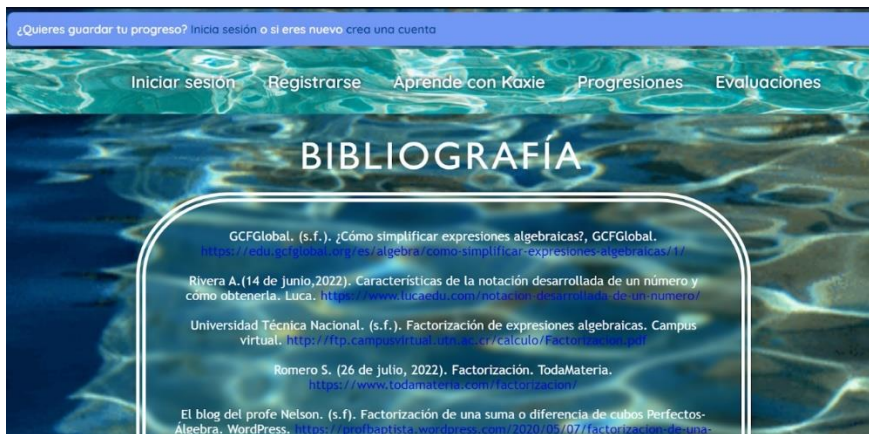 ¿Quieres guardar tu progreso? Inicia sesión o si eres nuevo crea una cuenta
Iniciar sesión Registrarse Aprende con Kaxie Progresiones Evaluaciones
BIBLIOGRAFÍA
GCFGlobal. (s.f.). ¿Cómo simplificar expresiones algebraicas?, GCFGlobal.
https://edu.gcfglobal.org/es/algebra/como-simplificar-expresiones-algebraicas/1/
Rivera A.(14 de junio,2022). Características de la notación desarrollada de un número y
cómo obtenerla. Luca. https://www.lucaedu.com/notacion-desarrollada-de-un-numero/
Universidad Técnica Nacional. (s.f.). Factorización de expresiones algebraicas. Campus
virtual. http://ftp.campusvirtual.utn.ac.cr/calculo/Factorizacion.pdf
Romero S. (26 de julio, 2022). Factorización. TodaMateria.
https://www.todamateria.com/factorizacion/
El blog del profe Nelson. (s.f). Factorización de una suma o diferencia de cubos Perfectos-
Álgebra. WordPress. https://profbaptista.wordpress.com/2020/05/07/factorizacion-de-una-